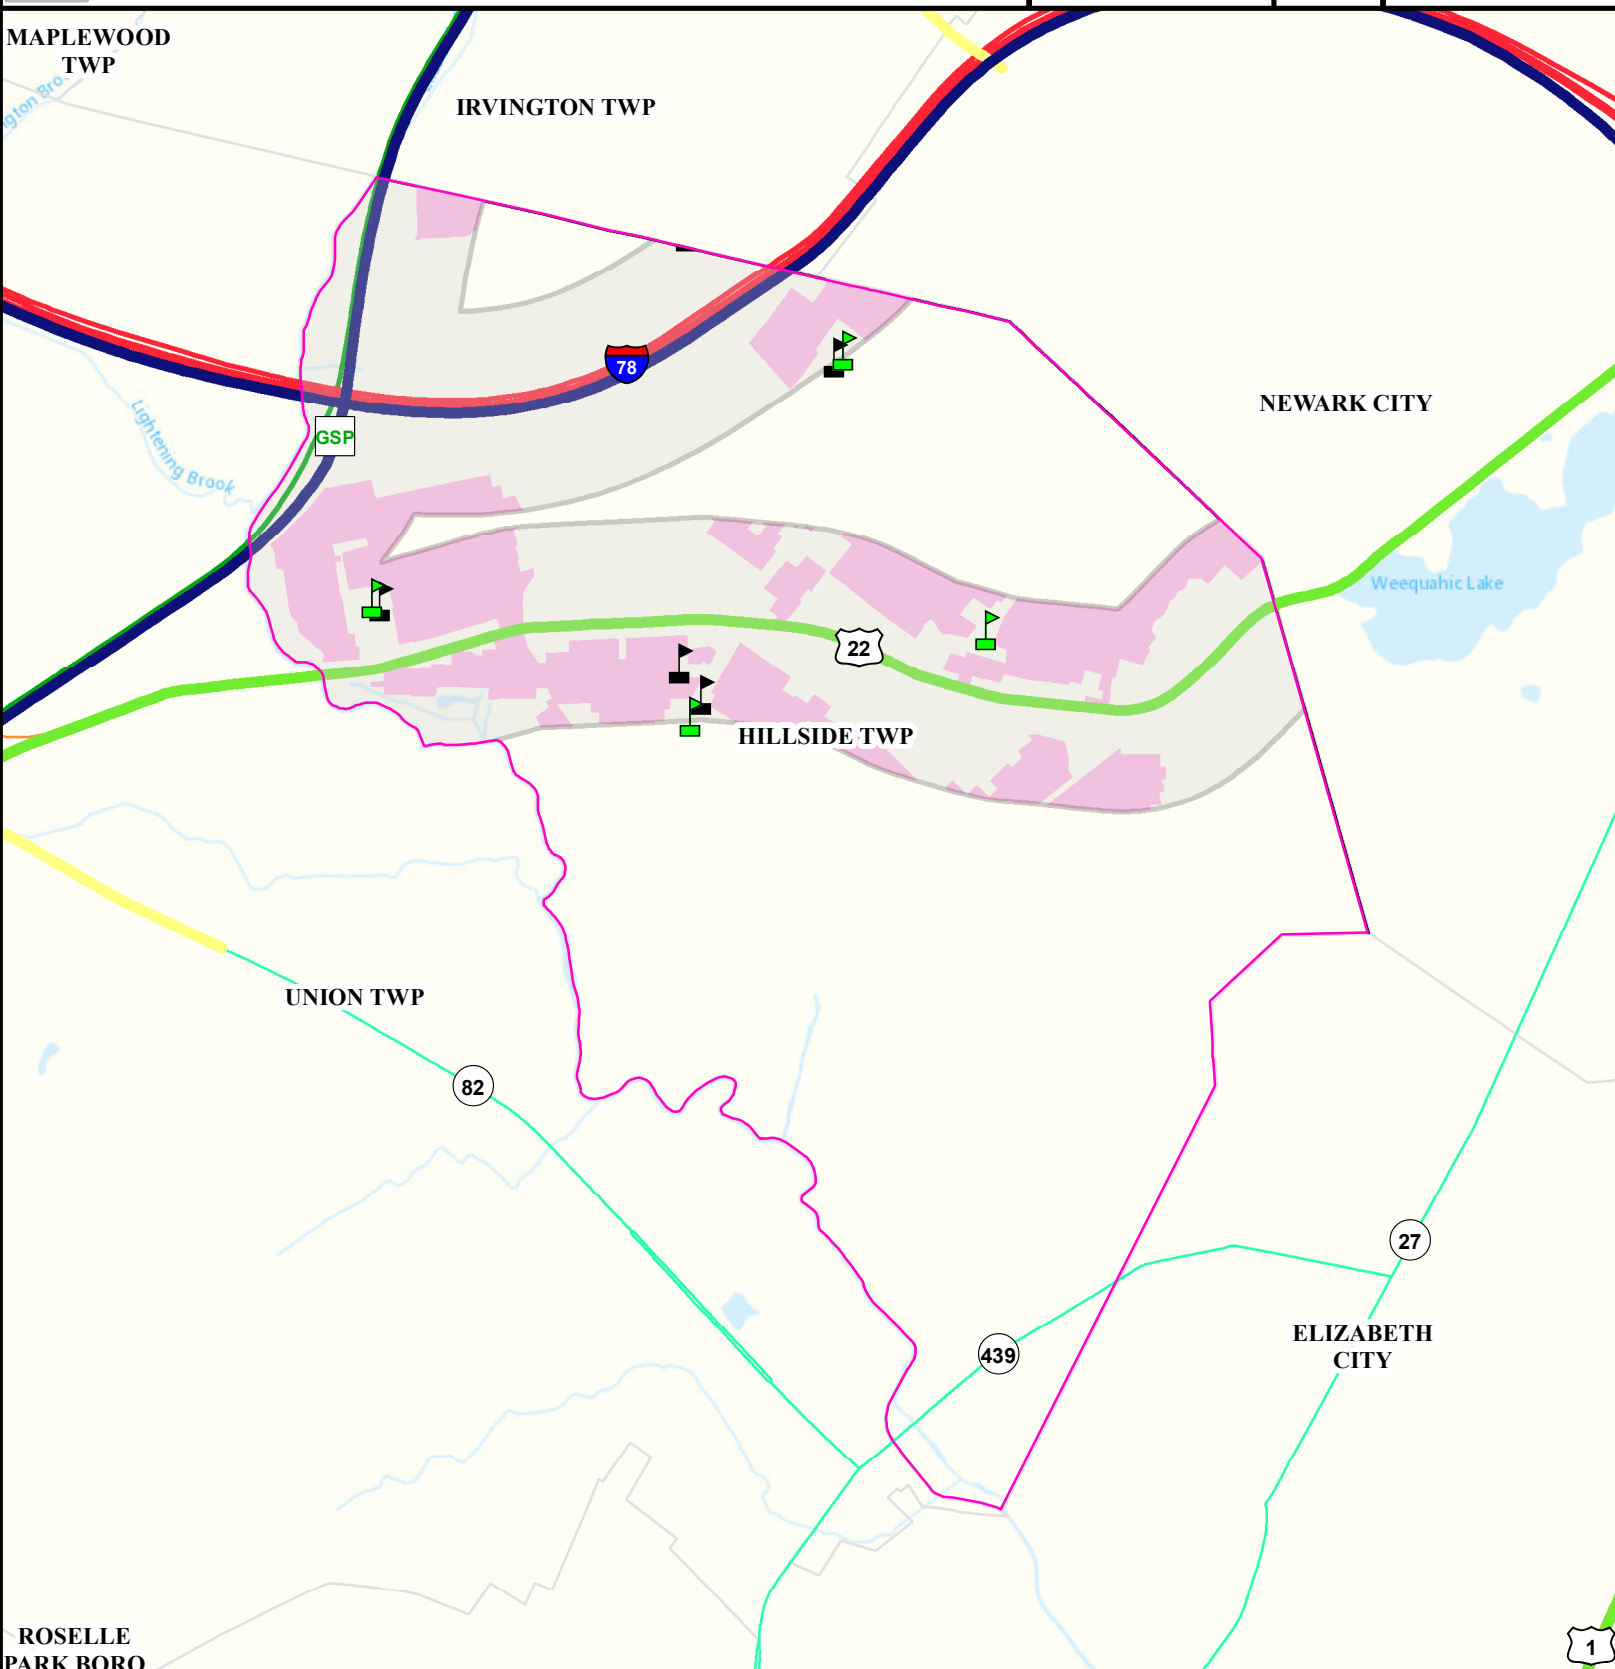 MAPLEWOOD
TWP
IRVINGTON TWP
78
NEWARK CITY
GSP
Lightening Brook
Weequahic Lake
22
HILLSIDE TWP
UNION TWP
82
27
ELIZABETH
CITY
439
ROSELLE
PARK BORO
1